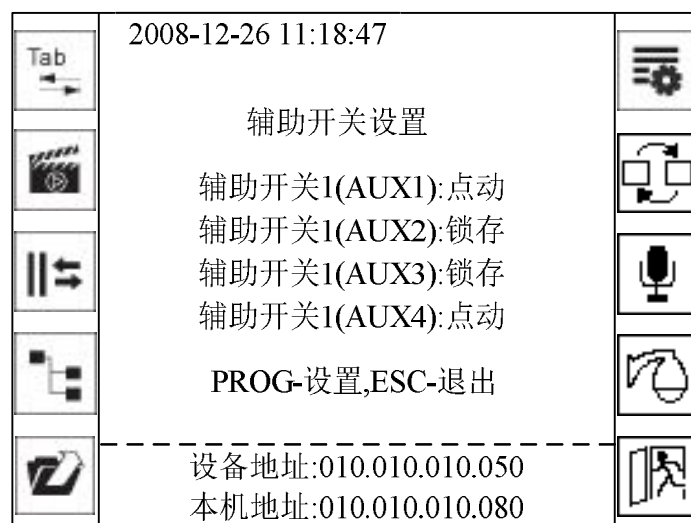 Tab
2008-12-26 11:18:47
辅助开关设置
辅助开关1(AUX1):点动
辅助开关1(AUX2):锁存
辅助开关1(AUX3):锁存
辅助开关1(AUX4):点动
PROG-设置,ESC-退出
设备地址:010.010.010.050
本机地址:010.010.010.080